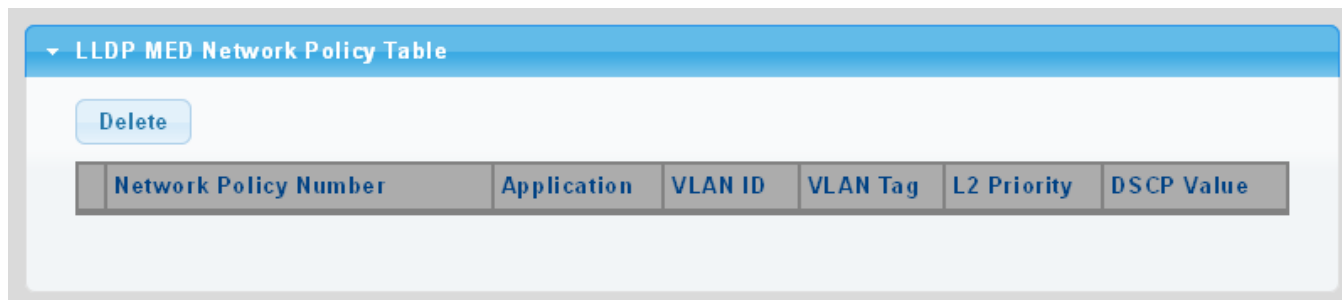 LLDP MED Network Policy Table
Delete
Network Policy Number Application VLAN ID VLAN Tag L2 Priority DSCP Value